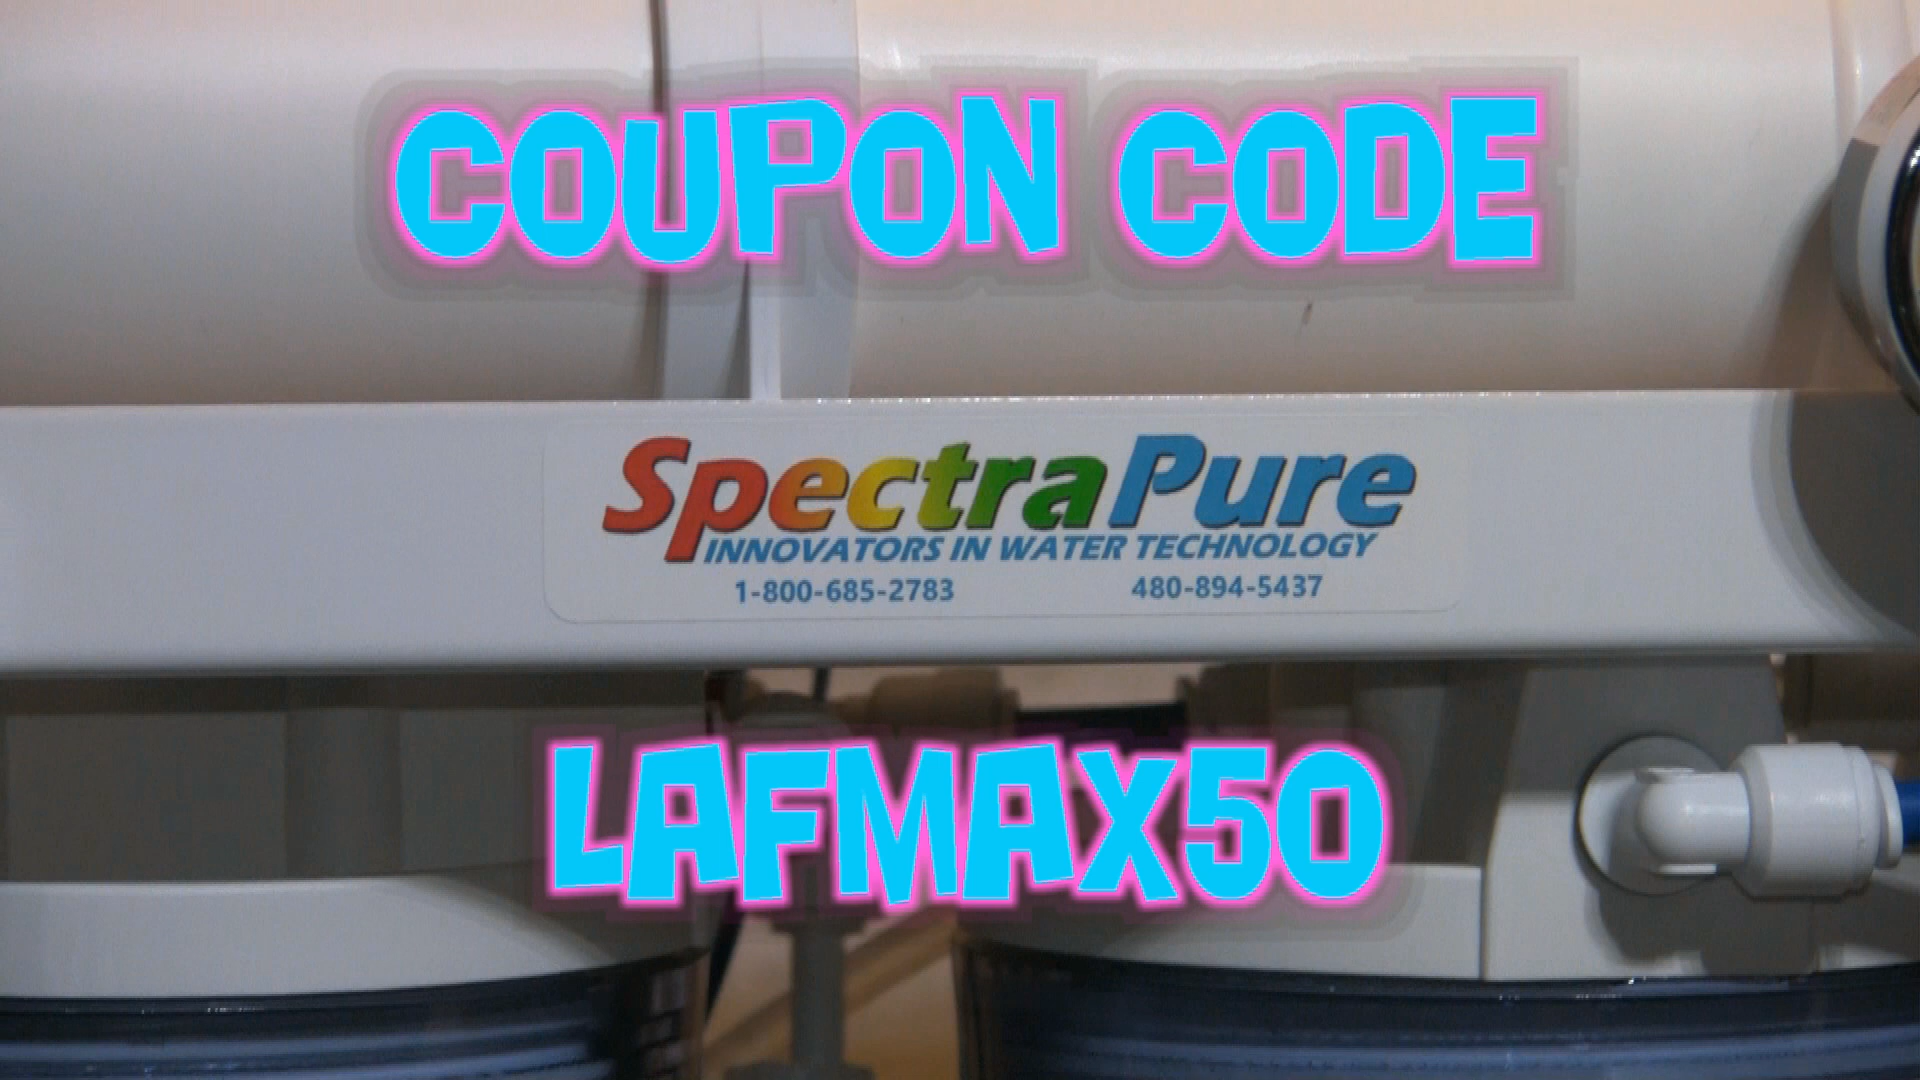 COUPON CODE
SpectraPure
INNOVATORS IN WATER TECHNOLOGY
1-800-685-2783 480-894-5437
LAFMAX50